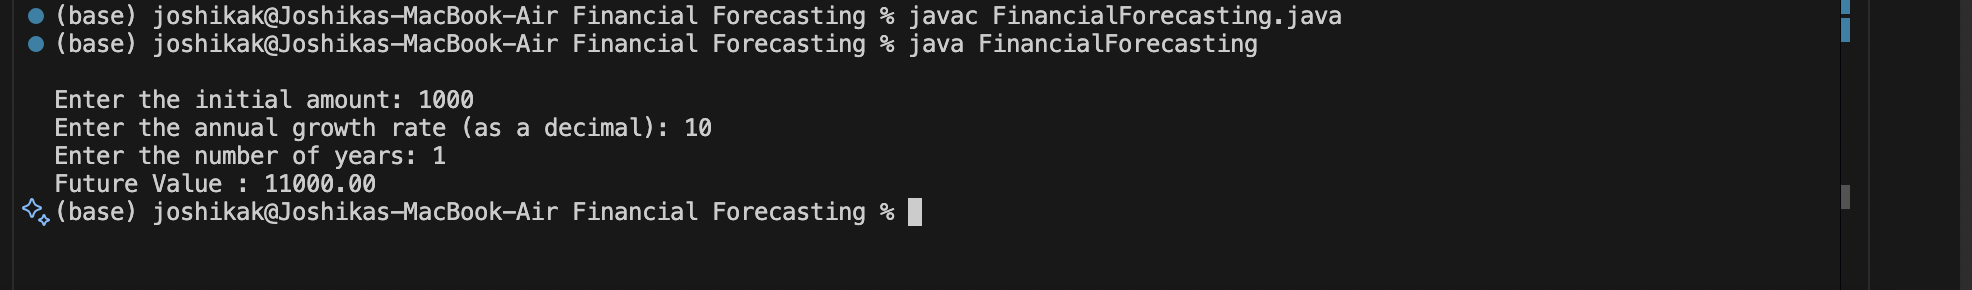 (base) joshikak@Joshikas-MacBook-Air Financial Forecasting % javac FinancialForecasting.java
(base) joshikak@Joshikas-MacBook-Air Financial Forecasting % java FinancialForecasting
Enter the initial amount: 1000
Enter the annual growth rate (as a decimal): 10
Enter the number of years: 1
Future Value : 11000.00
(base) joshikak@Joshikas-MacBook-Air Financial Forecasting %